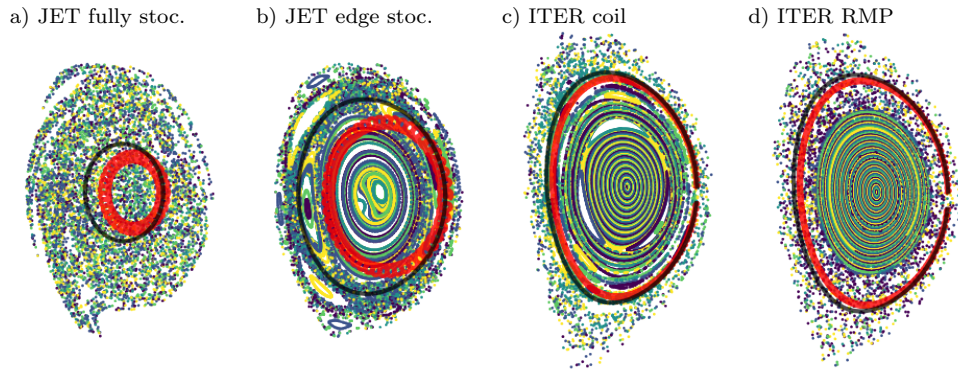 a) JET fully stoc.
b) JET edge stoc.
c) ITER coil
d) ITER RMP